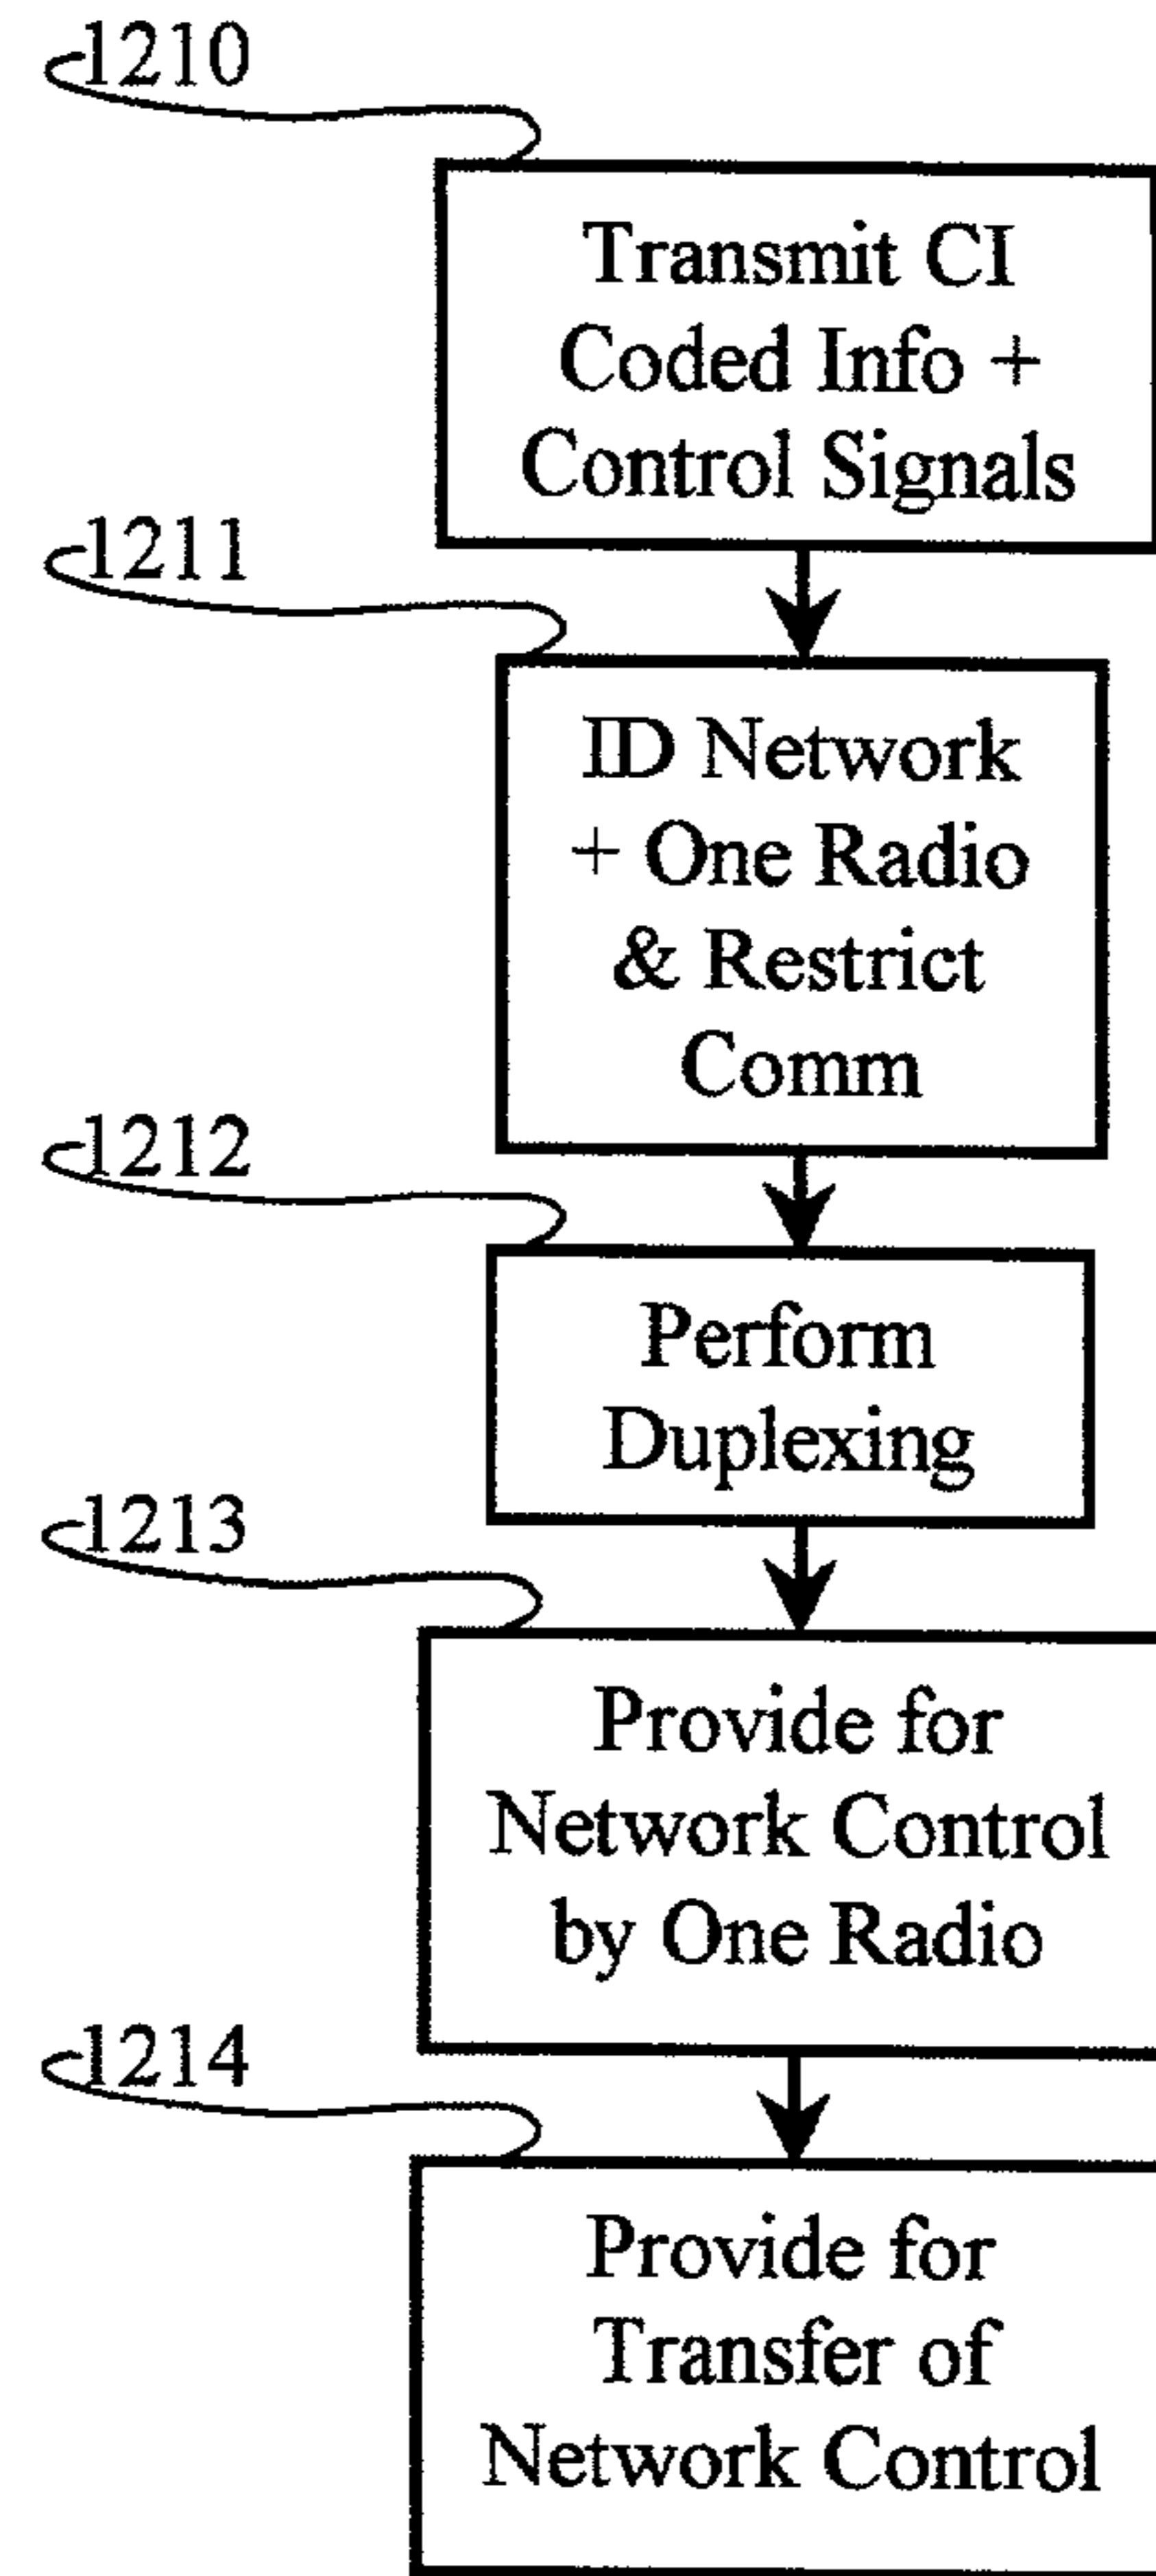 1210
Transmit CI
Coded Info +
Control Signals
1211
ID Network
+ One Radio
& Restrict
Comm
1212
Perform
Duplexing
1213
Provide for
Network Control
by One Radio
1214
Provide for
Transfer of
Network Control